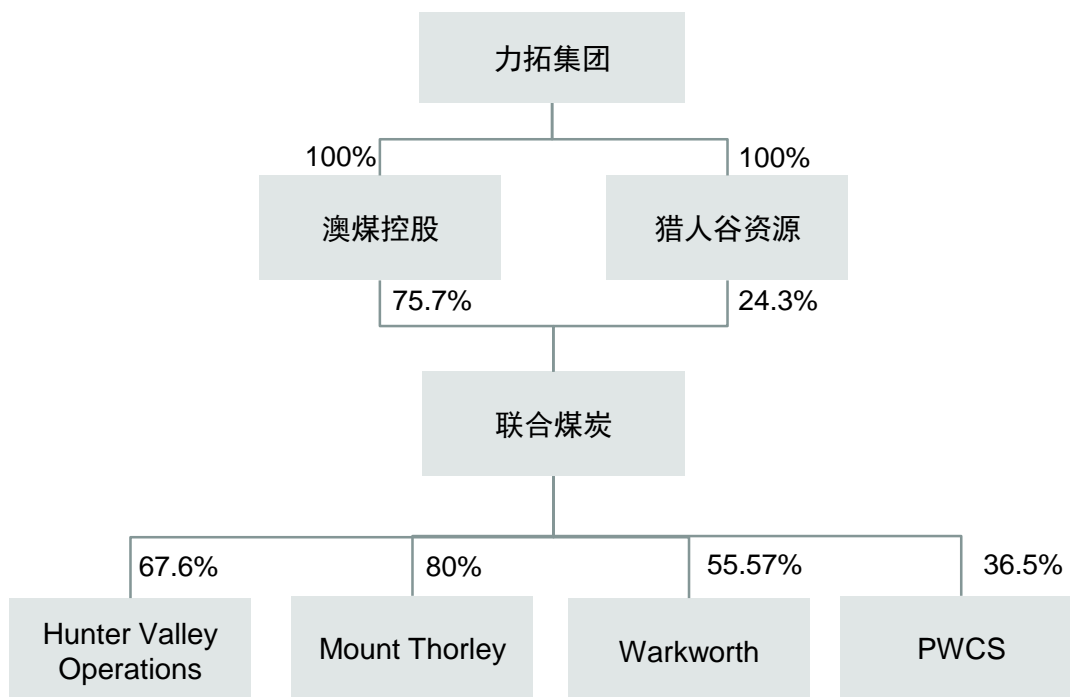 力拓集团
100%
100%
澳煤控股
猎人谷资源
75.7%
24.3%
联合煤炭
67.6%
80%
55.57%
36.5%
Hunter Valley
Operations
Mount Thorley
Warkworth
PWCS